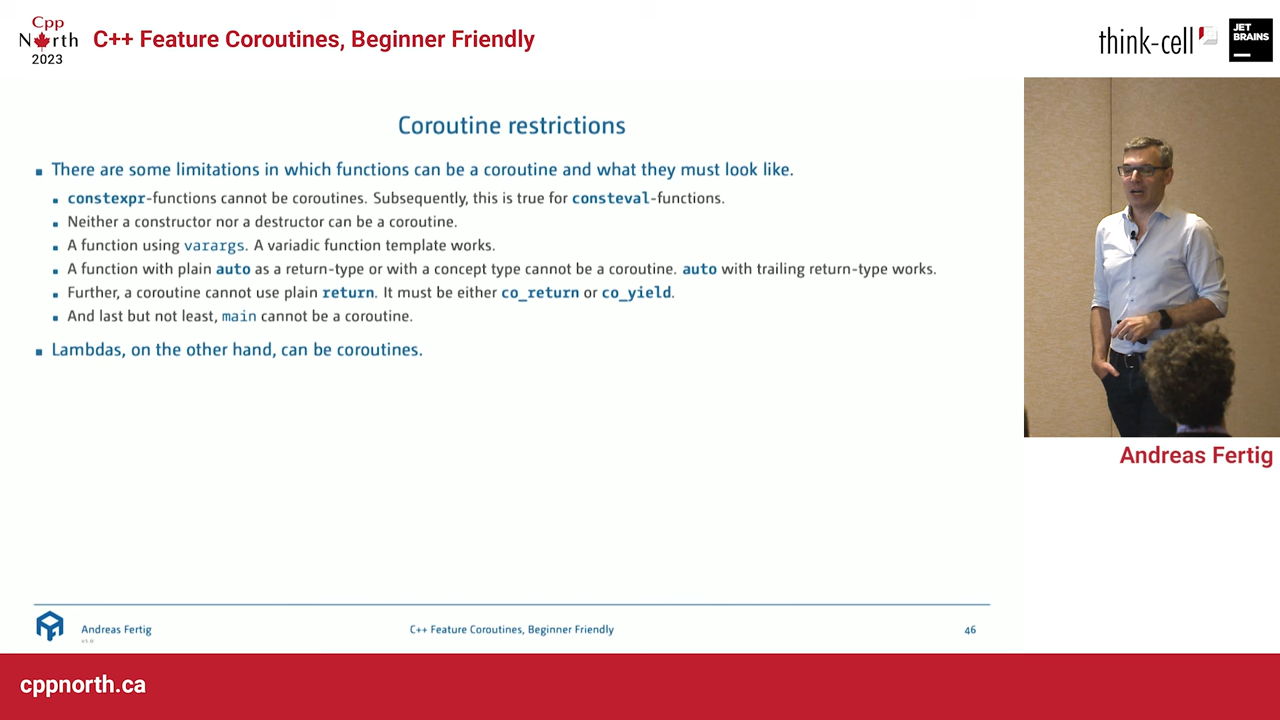 Cpp
North
2023
C++ Feature Coroutines, Beginner Friendly
think-cell
JET
BRAINS
Coroutine restrictions
There are some limitations in which functions can be a coroutine and what they must look like.
constexpr-functions cannot be coroutines. Subsequently, this is true for consteval-functions.
Neither a constructor nor a destructor can be a coroutine.
A function using varargs. A variadic function template works.
A function with plain auto as a return-type or with a concept type cannot be a coroutine. auto with trailing return-type works.
Further, a coroutine cannot use plain return. It must be either co_return or co_yield.
And last but not least, main cannot be a coroutine.
Lambdas, on the other hand, can be coroutines.
Andreas Fertig
Andreas Fertig
v1.0
C++ Feature Coroutines, Beginner Friendly
46
cppnorth.ca